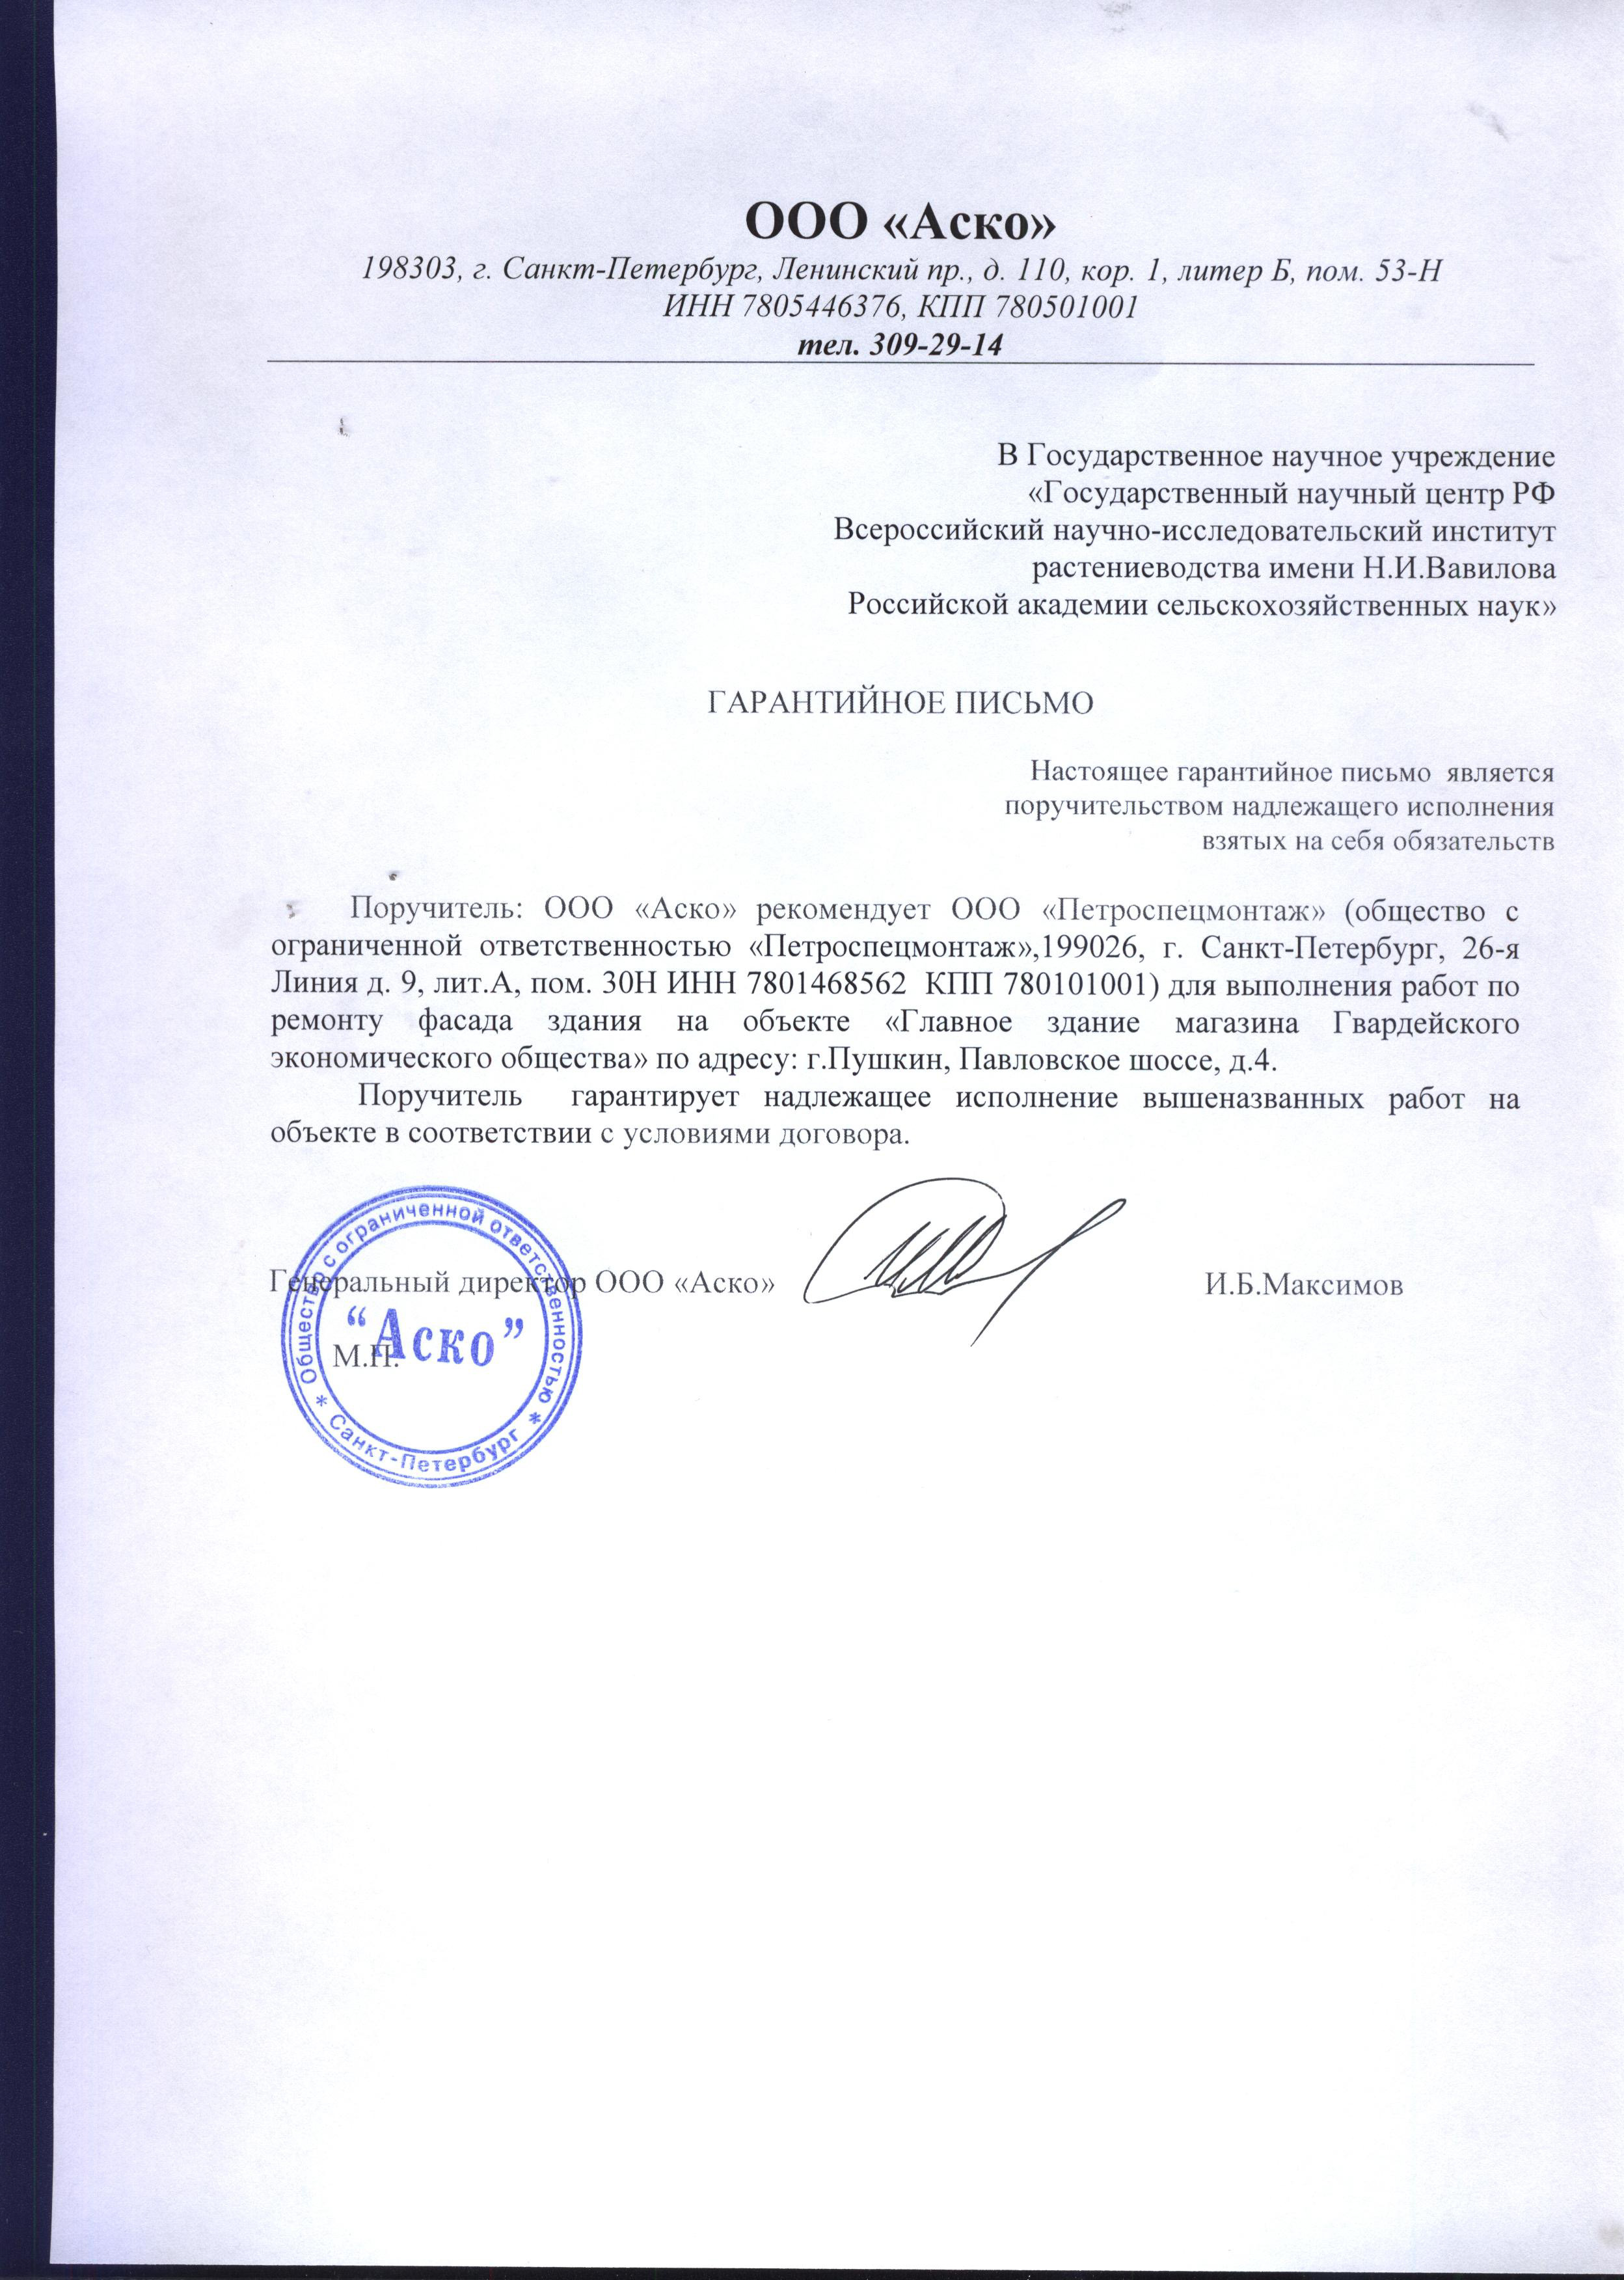 ООО «Аско»
198303, г. Санкт-Петербург, Ленинский пр., д. 110, кор. 1, литер Б, пом. 53-Н
ИНН 7805446376, КПП 780501001
тел. 309-29-14
В Государственное научное учреждение
«Государственный научный центр РФ
Всероссийский научно-исследовательский институт
растениеводства имени Н.И.Вавилова
Российской академии сельскохозяйственных наук»
ГАРАНТИЙНОЕ ПИСЬМО
Настоящее гарантийное письмо является
поручительством надлежащего исполнения
взятых на себя обязательств
Поручитель: ООО «Аско» рекомендует ООО «Петроспецмонтаж» (общество с
ограниченной ответственностью «Петроспецмонтаж»,199026, г. Санкт-Петербург, 26-я
Линия д. 9, лит.А, пом. 30Н ИНН 7801468562 КПП 780101001) для выполнения работ по
ремонту фасада здания на объекте «Главное здание магазина Гвардейского
экономического общества» по адресу: г.Пушкин, Павловское шоссе, д.4.
Поручитель гарантирует надлежащее исполнение вышеназванных работ на
объекте в соответствии с условиями договора.
Генеральный директор ООО «Аско» И.Б.Максимов
М.П.
Общество с ограниченной ответственностью
“Аско”
* Санкт-Петербург *